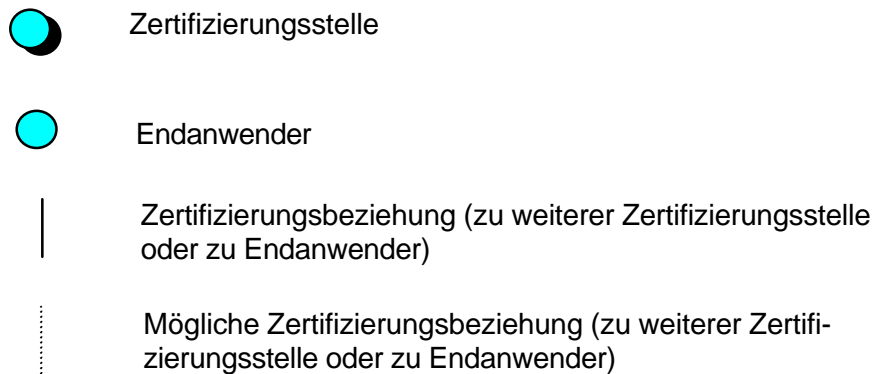 Zertifizierungsstelle
Endanwender
Zertifizierungsbeziehung (zu weiterer Zertifizierungsstelle
oder zu Endanwender)
Mögliche Zertifizierungsbeziehung (zu weiterer Zertifi-
zierungsstelle oder zu Endanwender)